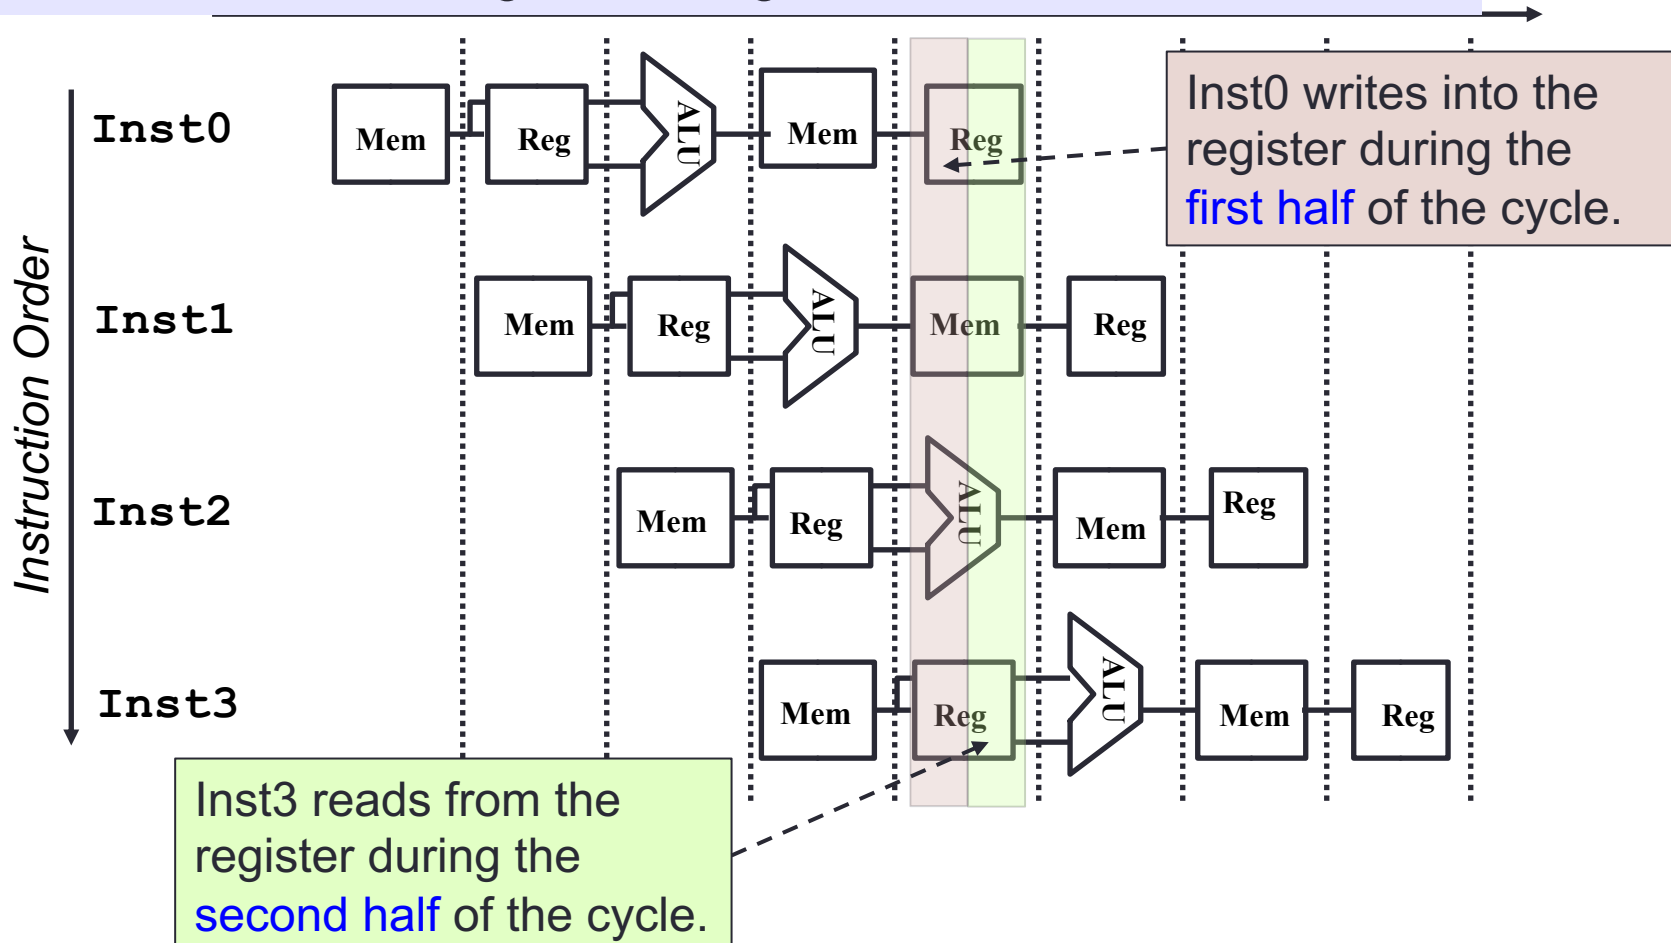 Inst0
Mem
Reg
ALU
Mem
Reg
Inst0 writes into the
register during the
first half of the cycle.
Instruction Order
Inst1
Mem
Reg
ALU
Mem
Reg
Inst2
Mem
Reg
ALU
Mem
Reg
Inst3
Mem
Reg
ALU
Mem
Reg
Inst3 reads from the
register during the
second half of the cycle.